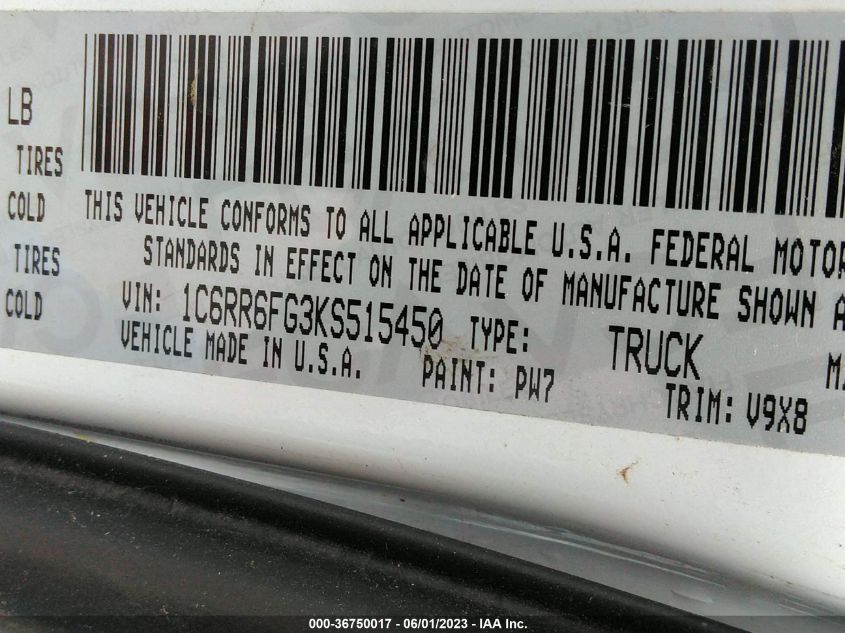 LB
TIRES
COLD
TIRES
COLD
THIS VEHICLE CONFORMS TO ALL APPLICABLE U.S.A. FEDERAL MOTOR
STANDARDS IN EFFECT ON THE DATE OF MANUFACTURE SHOWN A
VIN: 1C6RR6FG3KS515450 TYPE: TRUCK
VEHICLE MADE IN U.S.A. PAINT: PW7 TRIM: V9X8
000-36750017 - 06/01/2023 - IAA Inc.